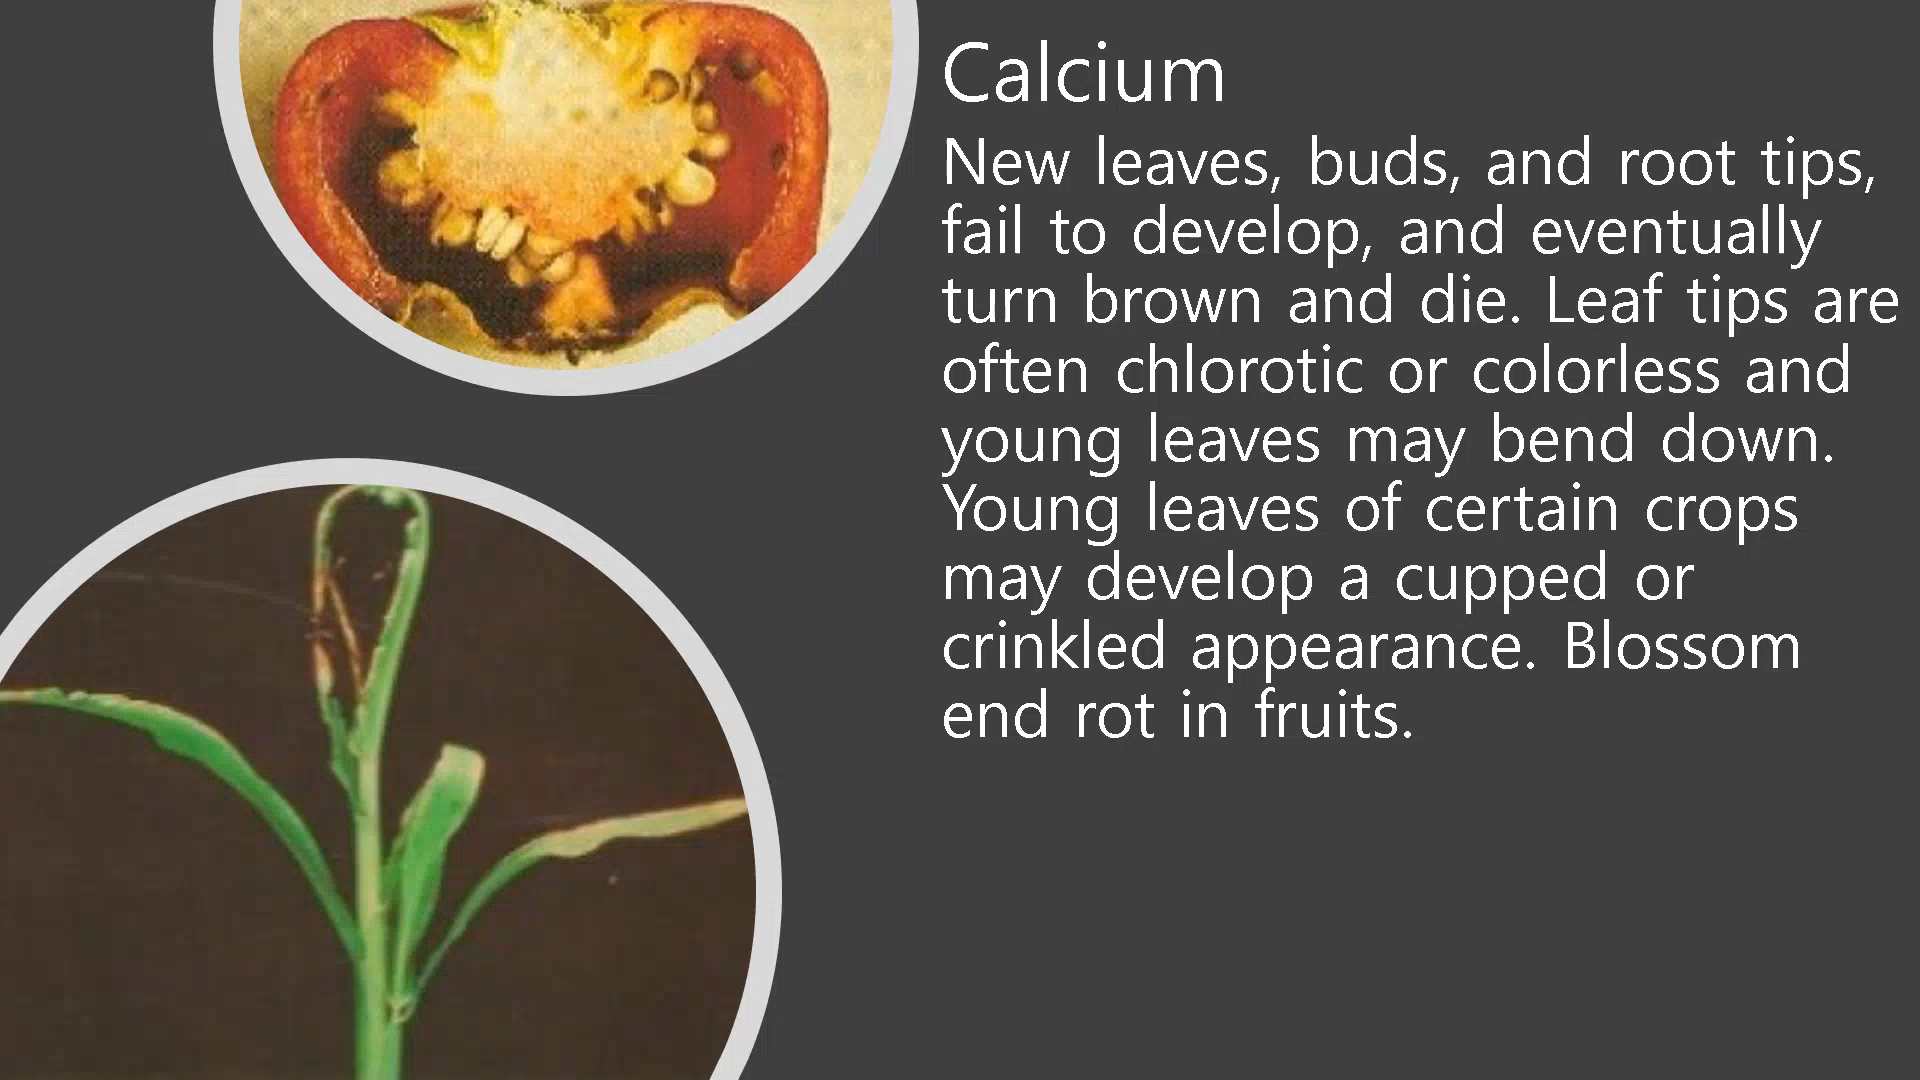 Calcium
New leaves, buds, and root tips,
fail to develop, and eventually
turn brown and die. Leaf tips are
often chlorotic or colorless and
young leaves may bend down.
Young leaves of certain crops
may develop a cupped or
crinkled appearance. Blossom
end rot in fruits.